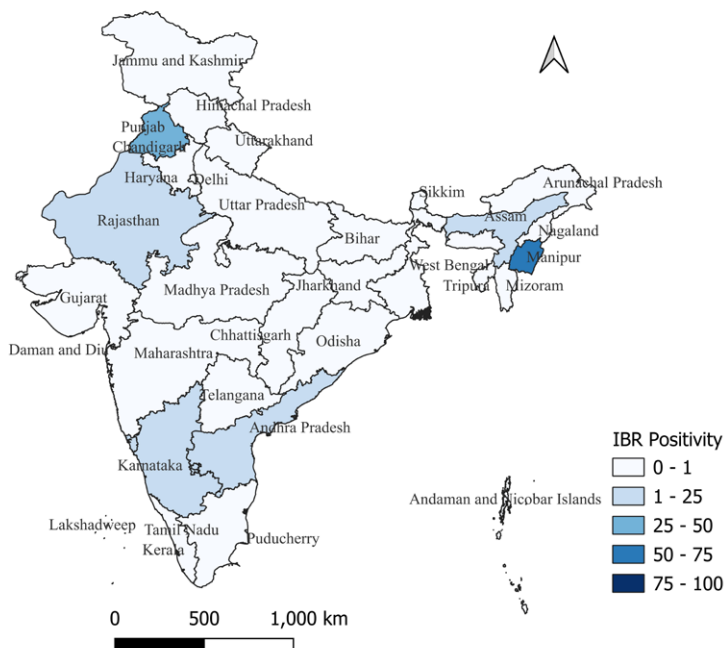 Jammu and Kashmir
Himachal Pradesh
Punjab
Chandigarh
Uttarakhand
Haryana
Delhi
Sikkim
Arunachal Pradesh
Rajasthan
Uttar Pradesh
Assam
Nagaland
Bihar
West Bengal
Manipur
Gujarat
Madhya Pradesh
Jharkhand
Tripura
Mizoram
Daman and Diu
Maharashtra
Chhattisgarh
Odisha
Telangana
Andhra Pradesh
Karnataka
Andaman and Nicobar Islands
Lakshadweep
Tamil Nadu
Puducherry
Kerala
IBR Positivity
0 - 1
1 - 25
25 - 50
50 - 75
75 - 100
0 500 1,000 km